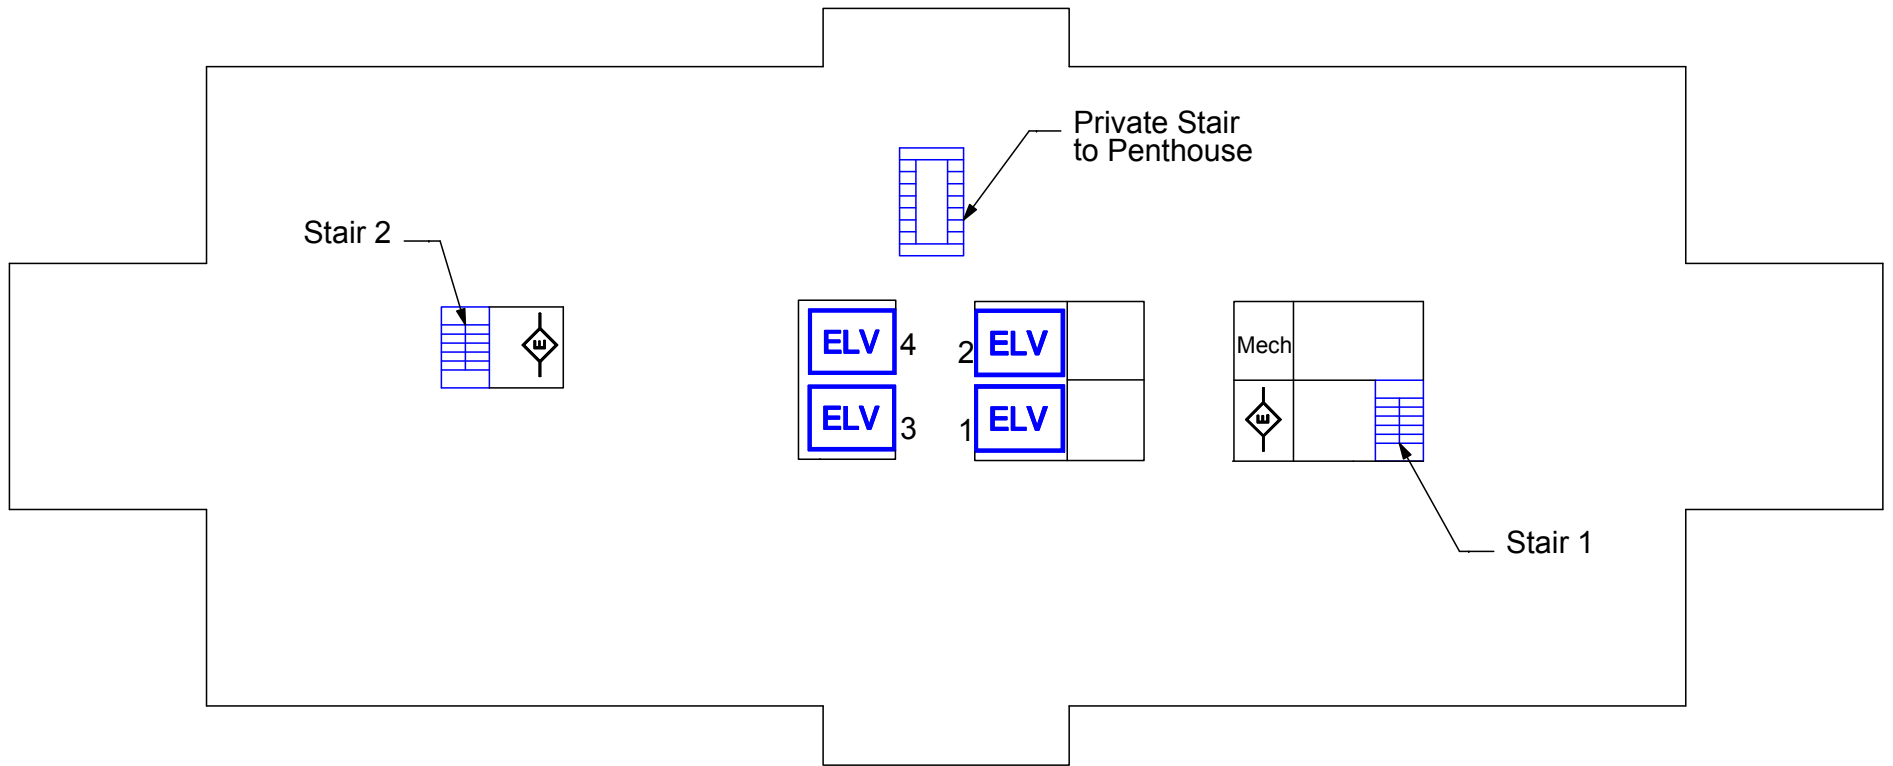 Private Stair
to Penthouse
Stair 2
ELV 4
2 ELV
Mech
E
ELV 3
1 ELV
E
Stair 1